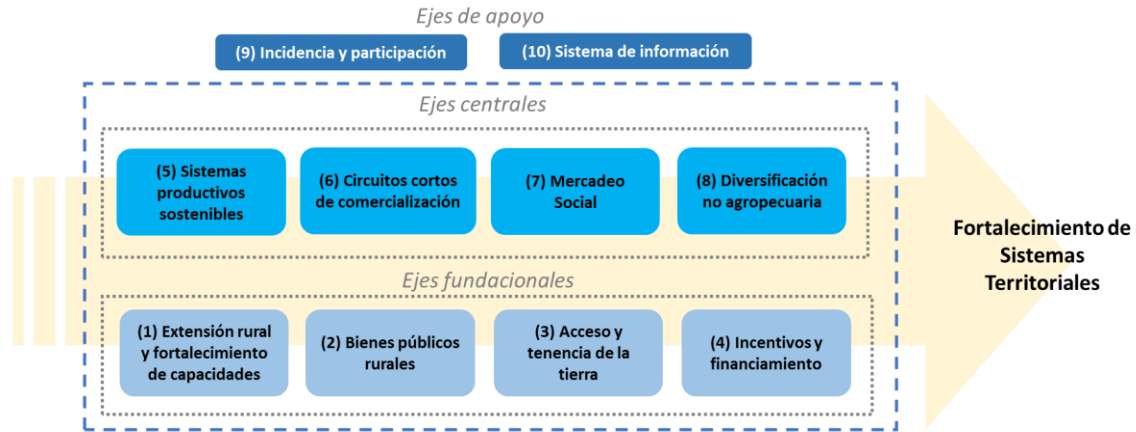 Ejes de apoyo
(9) Incidencia y participación
(10) Sistema de información
Ejes centrales
(5) Sistemas
productivos
sostenibles
(6) Circuitos cortos
de comercialización
(7) Mercadeo
Social
(8) Diversificación
no agropecuaria
Fortalecimiento de
Sistemas
Territoriales
Ejes fundacionales
(1) Extensión rural
y fortalecimiento
de capacidades
(2) Bienes públicos
rurales
(3) Acceso y
tenencia de la
tierra
(4) Incentivos y
financiamiento